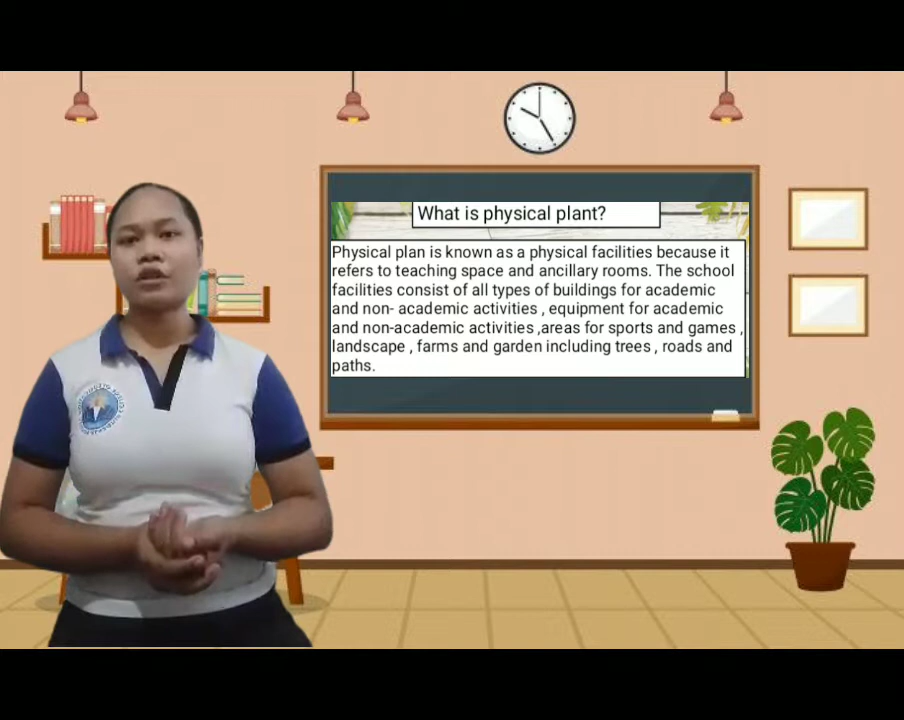 What is physical plant?
Physical plan is known as a physical facilities because it
refers to teaching space and ancillary rooms. The school
facilities consist of all types of buildings for academic
and non- academic activities , equipment for academic
and non-academic activities ,areas for sports and games ,
landscape , farms and garden including trees , roads and
paths.